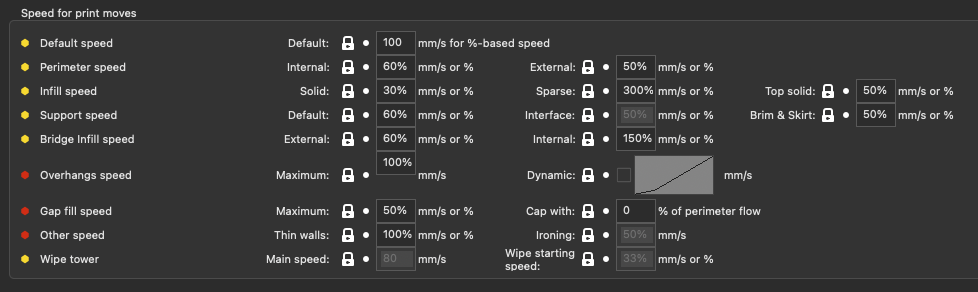 Speed for print moves
Default speed Default: 100 mm/s for %-based speed
Perimeter speed Internal: 60% mm/s or % External: 50% mm/s or %
Infill speed Solid: 30% mm/s or % Sparse: 300% mm/s or % Top solid: 50% mm/s or %
Support speed Default: 60% mm/s or % Interface: 50% mm/s or % Brim & Skirt: 50% mm/s or %
Bridge Infill speed External: 60% mm/s or % Internal: 150% mm/s or %
Overhangs speed Maximum: 100% mm/s Dynamic: mm/s
Gap fill speed Maximum: 50% mm/s or % Cap with: 0 % of perimeter flow
Other speed Thin walls: 100% mm/s or % Ironing: 50% mm/s
Wipe tower Main speed: 80 mm/s Wipe starting speed: 33% mm/s or %